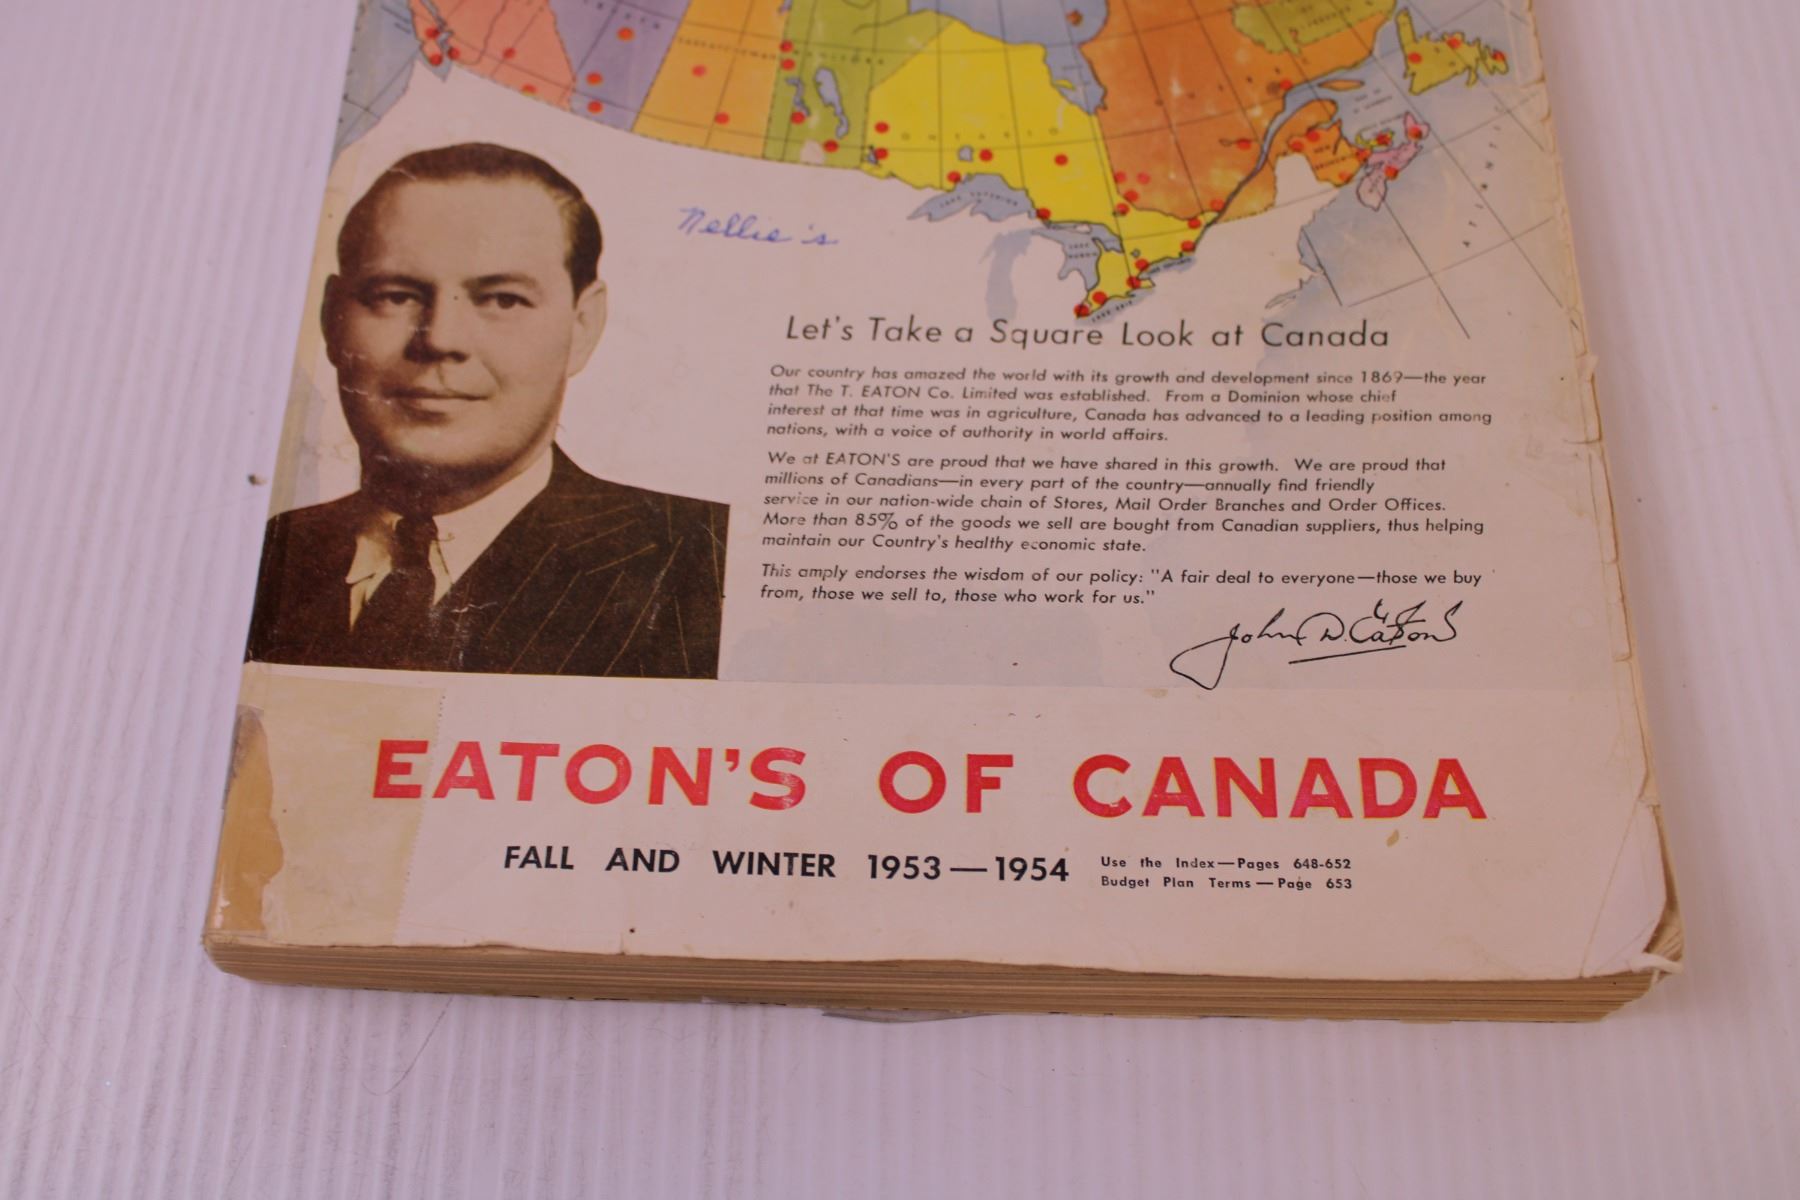 SASKATCHEWAN
ONTARIO
LAKE SUPERIOR
LAKE HURON
ATLANTIC
Nellie's
Let's Take a Square Look at Canada
Our country has amazed the world with its growth and development since 1869—the year
that The T. EATON Co. Limited was established. From a Dominion whose chief
interest at that time was in agriculture, Canada has advanced to a leading position among
nations, with a voice of authority in world affairs.
We at EATON'S are proud that we have shared in this growth. We are proud that
millions of Canadians—in every part of the country—annually find friendly
service in our nation-wide chain of Stores, Mail Order Branches and Order Offices.
More than 85% of the goods we sell are bought from Canadian suppliers, thus helping
maintain our Country's healthy economic state.
This amply endorses the wisdom of our policy: "A fair deal to everyone—those we buy
from, those we sell to, those who work for us."
John D. Eaton
EATON'S OF CANADA
FALL AND WINTER 1953—1954
Use the Index—Pages 648-652
Budget Plan Terms — Page 653